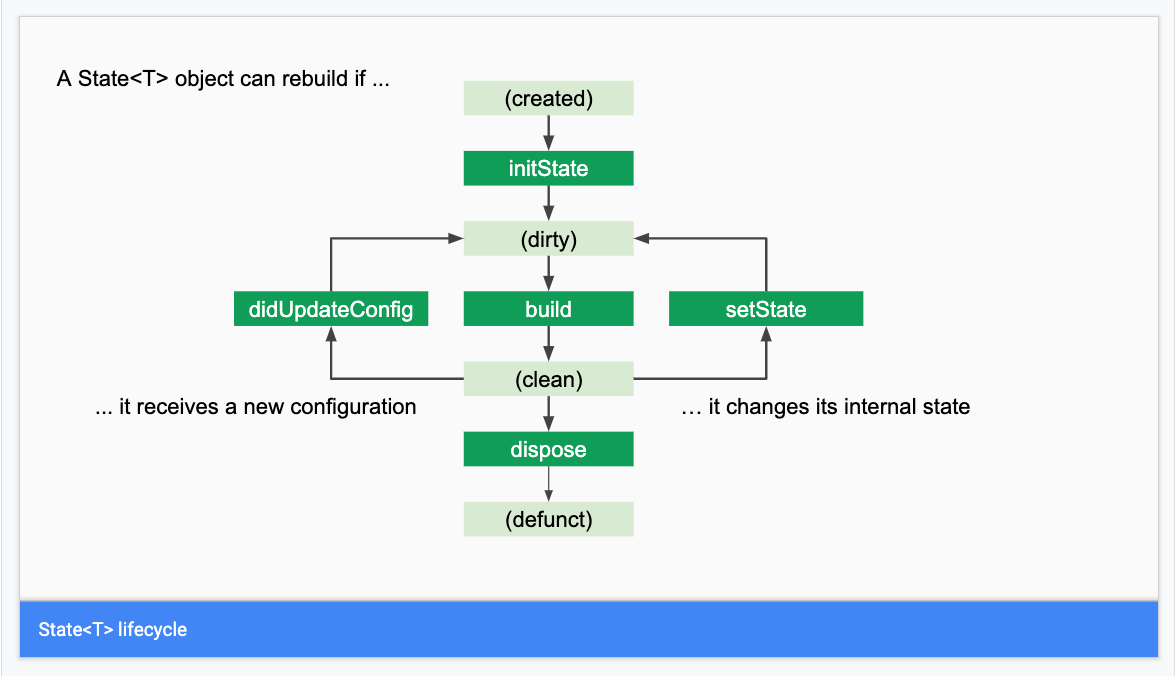 A State<T> object can rebuild if ...
(created)
initState
(dirty)
didUpdateConfig
build
setState
(clean)
... it receives a new configuration
… it changes its internal state
dispose
(defunct)
State<T> lifecycle